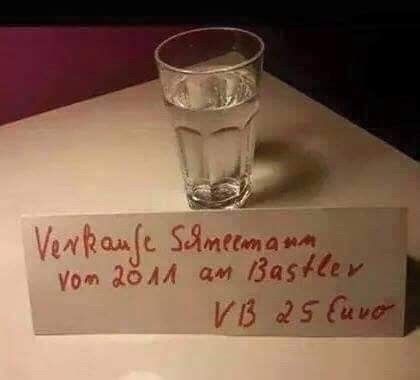 Verkaufe Schneemann
vom 2011 an Bastler
VB 25 Euro